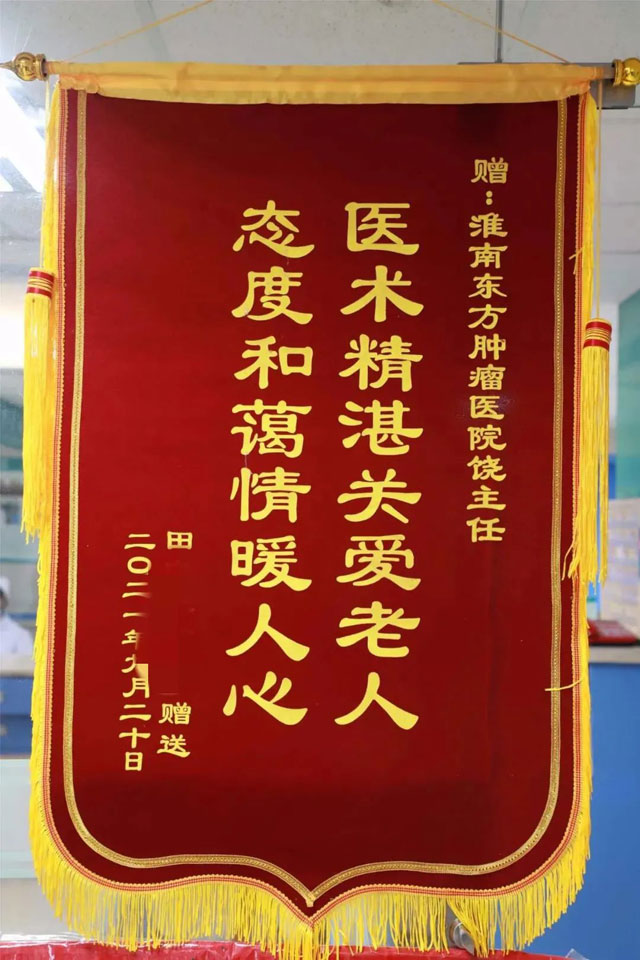 赠：淮南东方肿瘤医院饶主任
医术精湛关爱老人
态度和蔼情暖人心
田 赠送
二〇二一年九月二十日